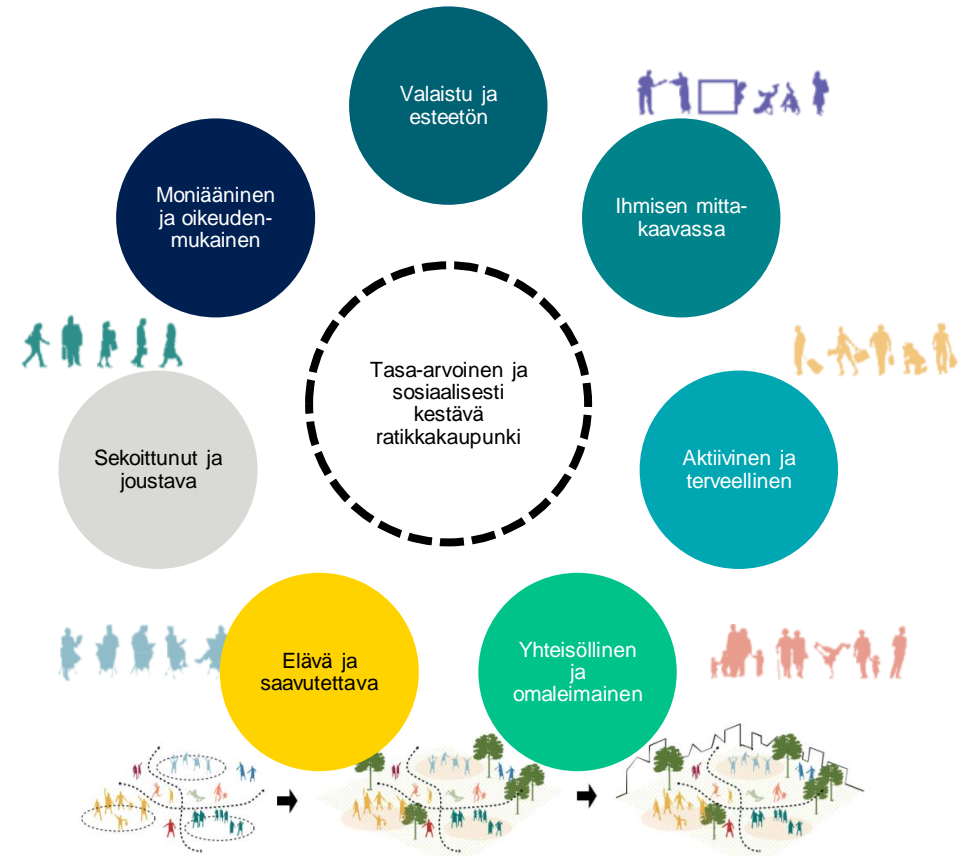 Valaistu ja
esteetön
Ihmisen mitta-
kaavassa
Aktiivinen ja
terveellinen
Yhteisöllinen
ja
omaleimainen
Elävä ja
saavutettava
Sekoittunut ja
joustava
Moniääninen
ja oikeuden-
mukainen
Tasa-arvoinen ja
sosiaalisesti
kestävä
ratikkakaupunki